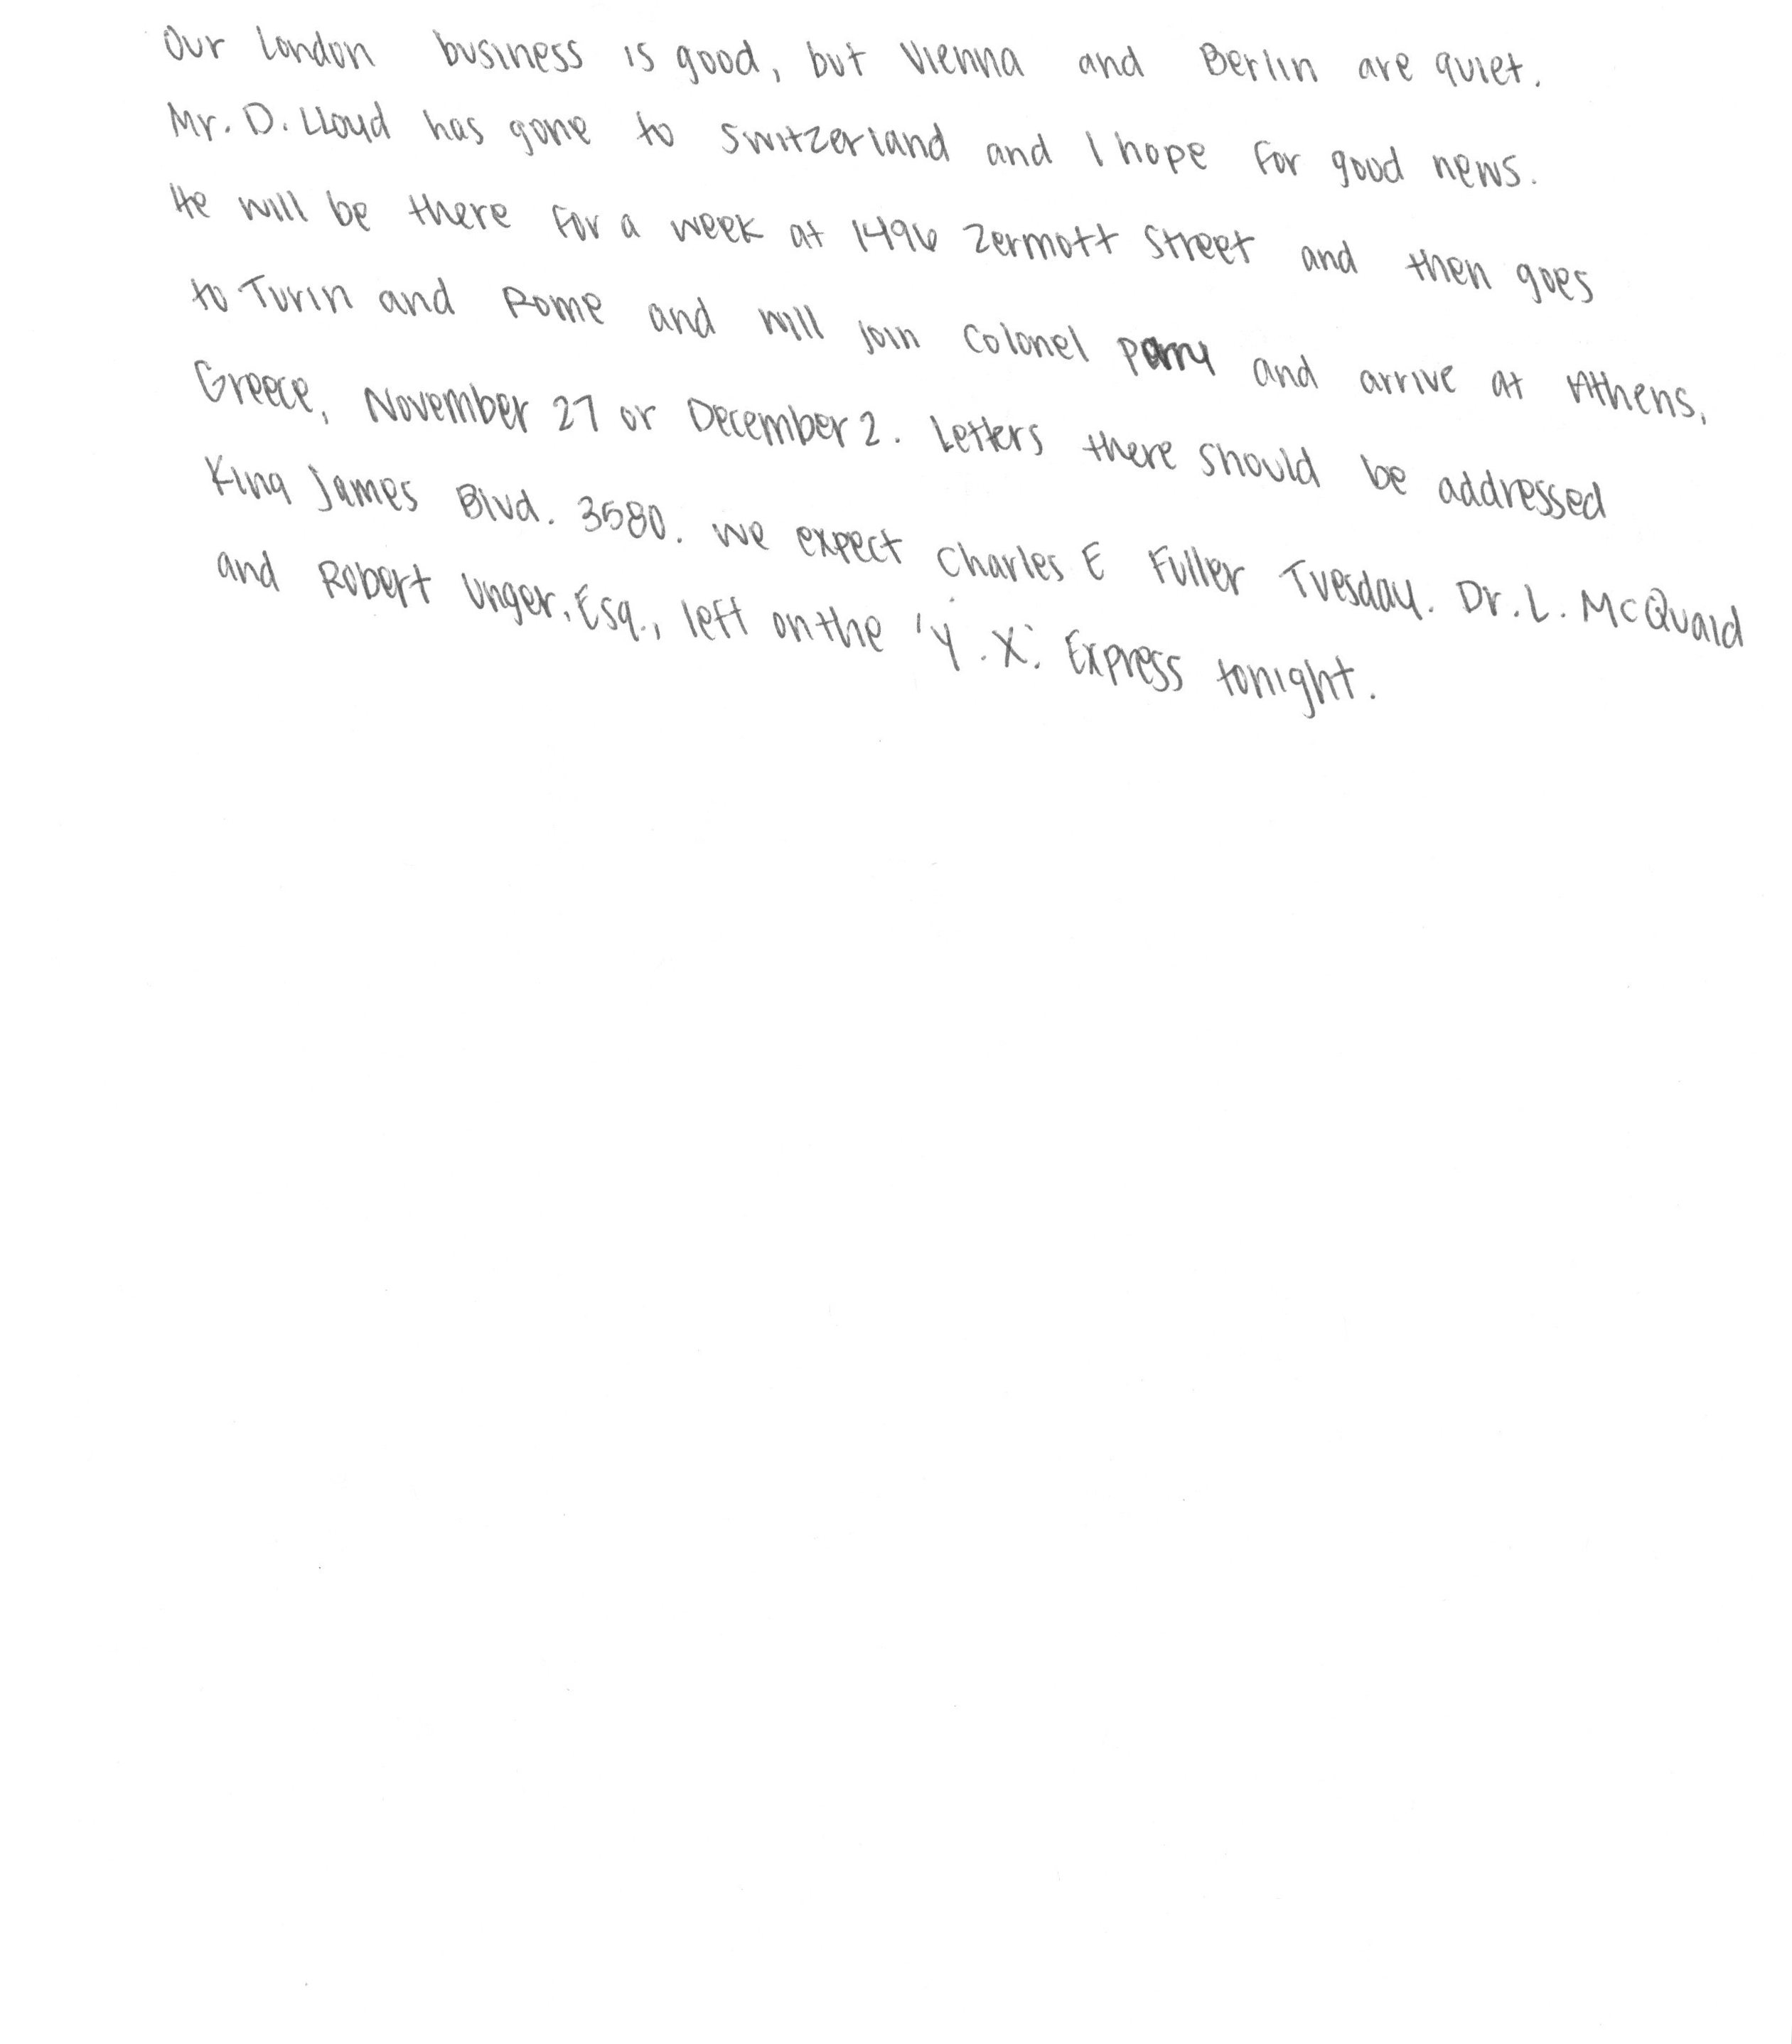 Our London business is good, but Vienna and Berlin are quiet.
Mr. D. Lloyd has gone to Switzerland and I hope for good news.
He will be there for a week at 1496 Zermott Street and then goes
to Turin and Rome and will join Colonel Parry and arrive at Athens,
Greece, November 27 or December 2. Letters there should be addressed
King James Blvd. 3580. We expect Charles E Fuller Tuesday. Dr. L. McQuaid
and Robert Unger, Esq., left on the 'Y. X.' Express tonight.